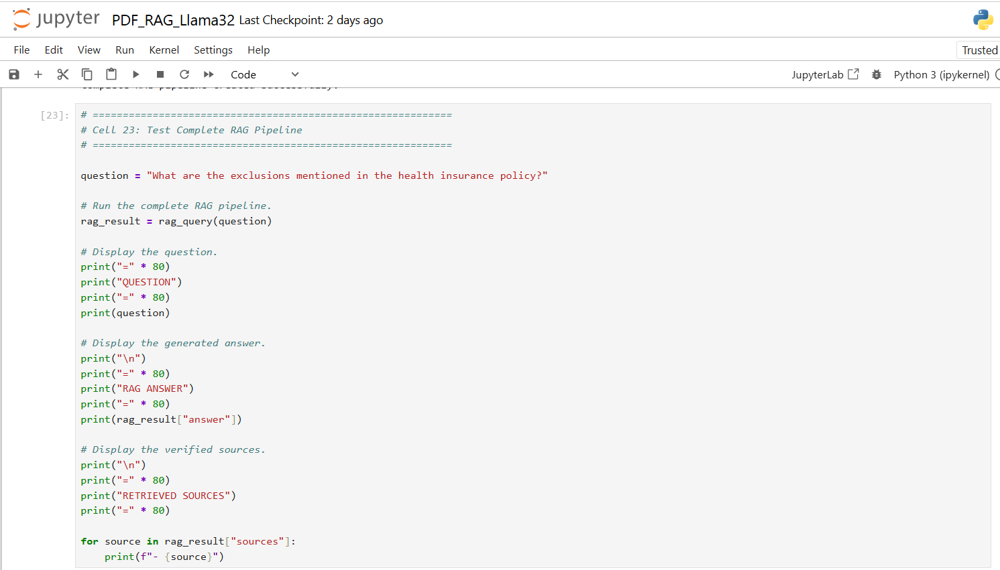 jupyter PDF_RAG_Llama32 Last Checkpoint: 2 days ago
File Edit View Run Kernel Settings Help
Trusted
Code
JupyterLab Python 3 (ipykernel)
[23]:
# ============================================================
# Cell 23: Test Complete RAG Pipeline
# ============================================================
question = "What are the exclusions mentioned in the health insurance policy?"
# Run the complete RAG pipeline.
rag_result = rag_query(question)
# Display the question.
print("=" * 80)
print("QUESTION")
print("=" * 80)
print(question)
# Display the generated answer.
print("\n")
print("=" * 80)
print("RAG ANSWER")
print("=" * 80)
print(rag_result["answer"])
# Display the verified sources.
print("\n")
print("=" * 80)
print("RETRIEVED SOURCES")
print("=" * 80)
for source in rag_result["sources"]:
    print(f"- {source}")